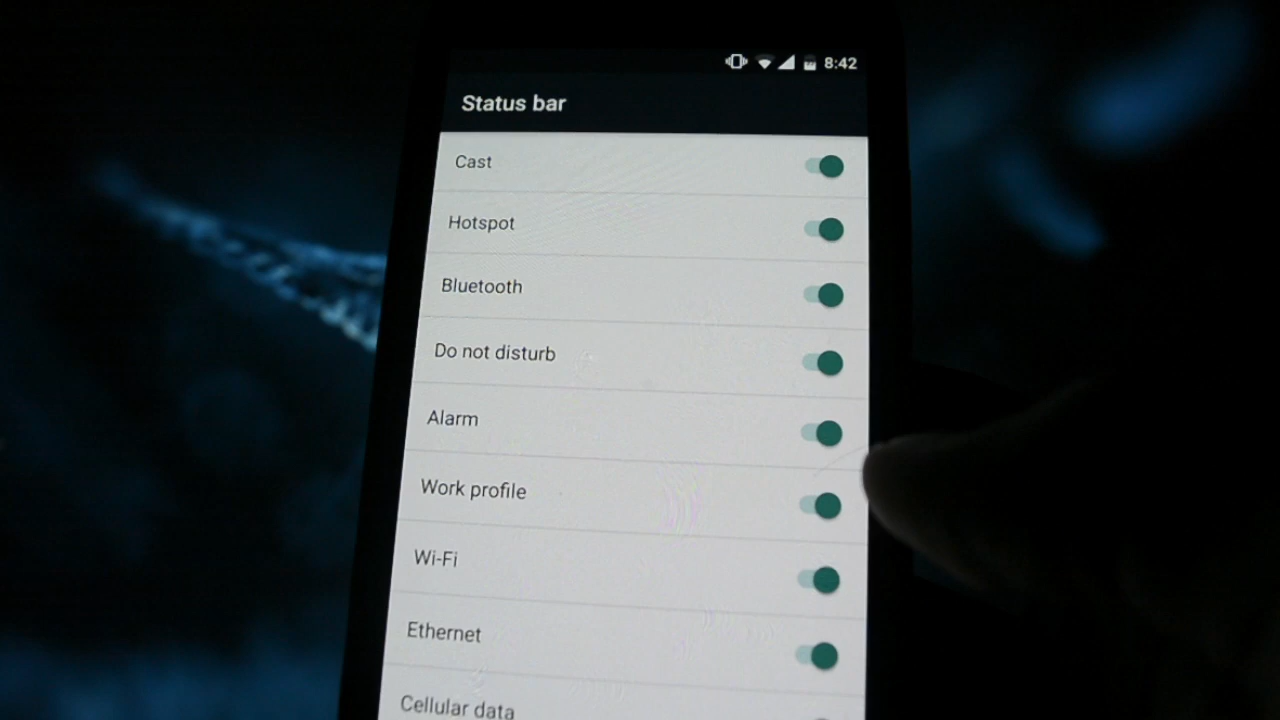 8:42
Status bar
Cast
Hotspot
Bluetooth
Do not disturb
Alarm
Work profile
Wi-Fi
Ethernet
Cellular data